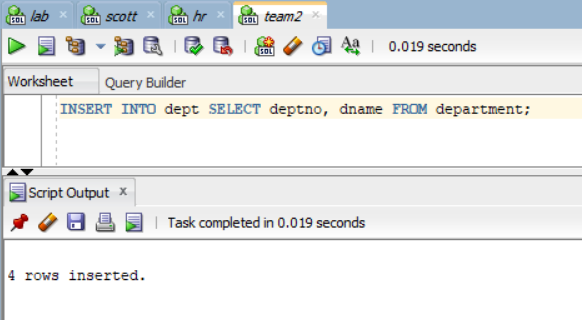 lab scott hr team2
0.019 seconds
Worksheet Query Builder
INSERT INTO dept SELECT deptno, dname FROM department;
Script Output x
Task completed in 0.019 seconds
4 rows inserted.